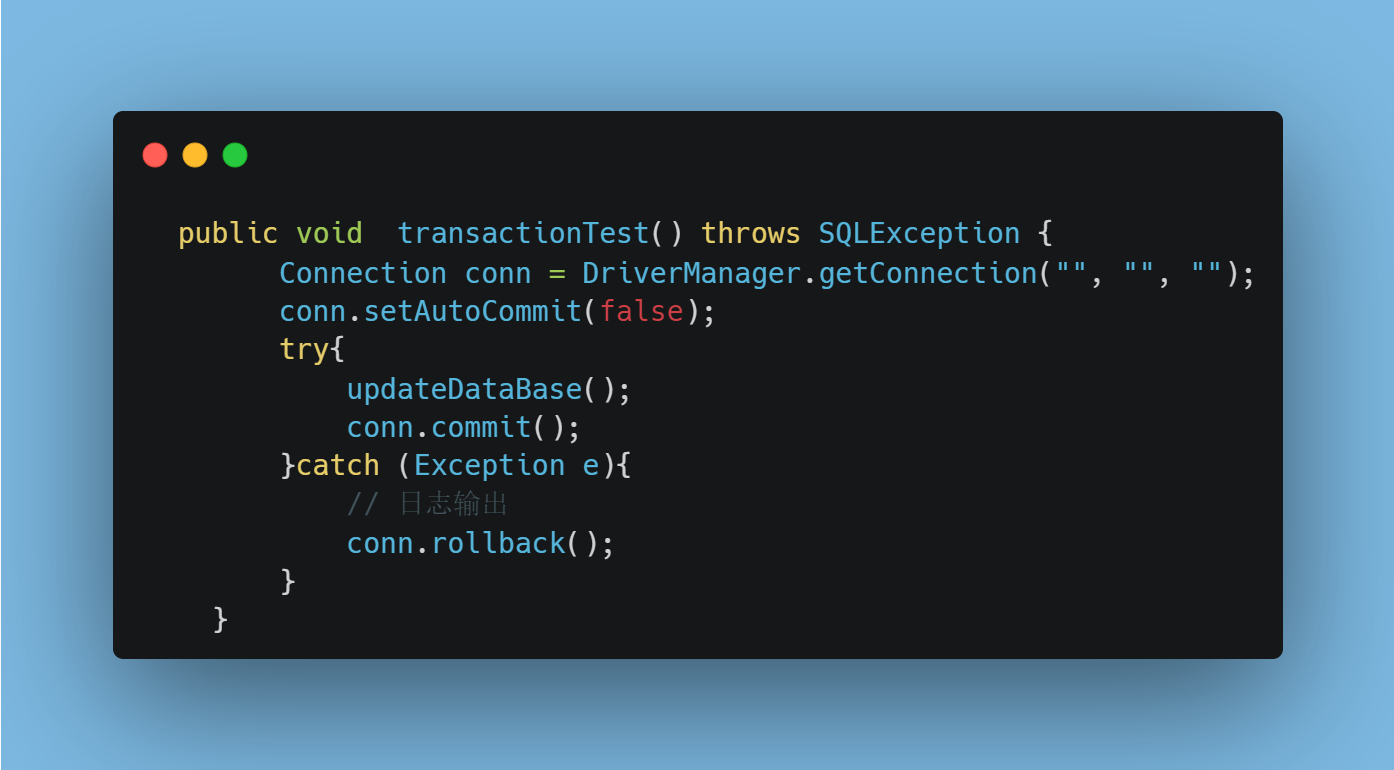 public void  transactionTest() throws SQLException {
Connection conn = DriverManager.getConnection("", "", "");
conn.setAutoCommit(false);
try{
updateDataBase();
conn.commit();
}catch (Exception e){
// 日志输出
conn.rollback();
}
}